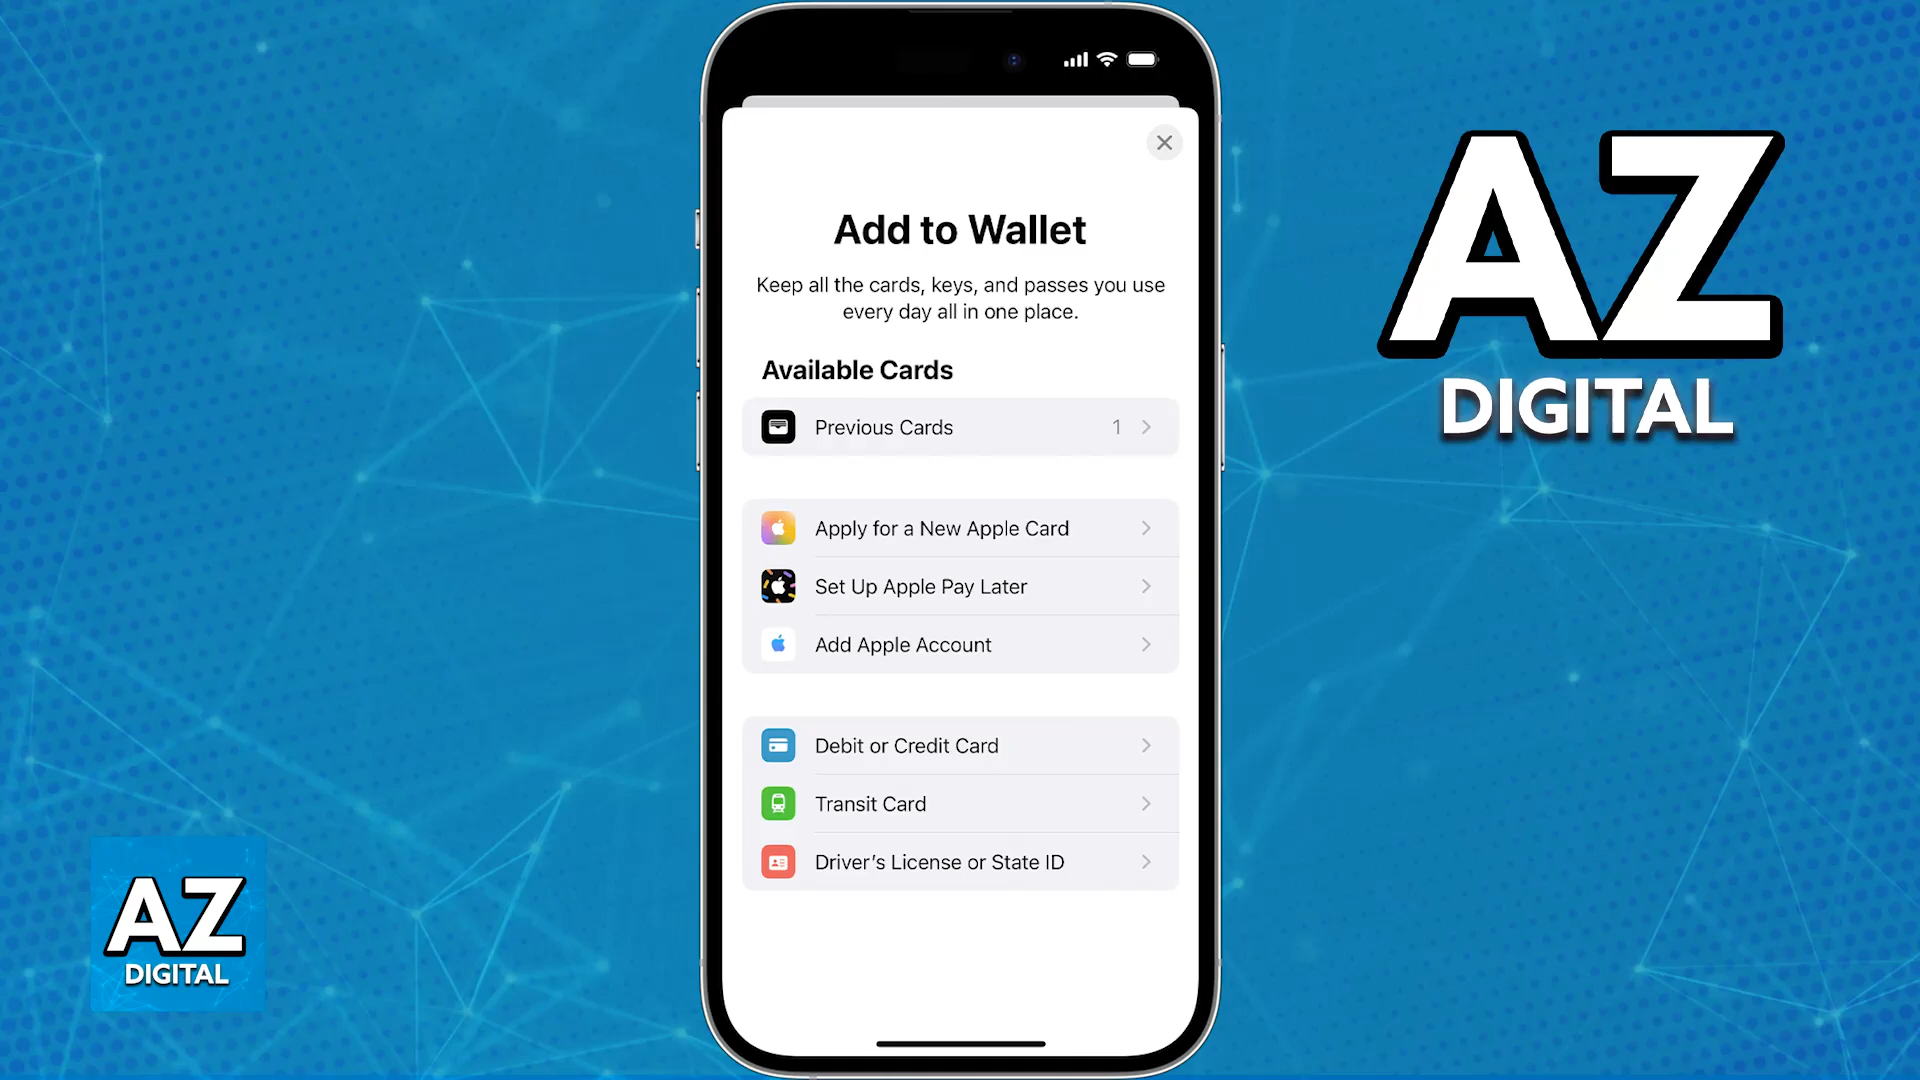 Add to Wallet
Keep all the cards, keys, and passes you use
every day all in one place.
Available Cards
Previous Cards 1
Apply for a New Apple Card
Set Up Apple Pay Later
Add Apple Account
Debit or Credit Card
Transit Card
Driver’s License or State ID
AZ
DIGITAL
AZ
DIGITAL